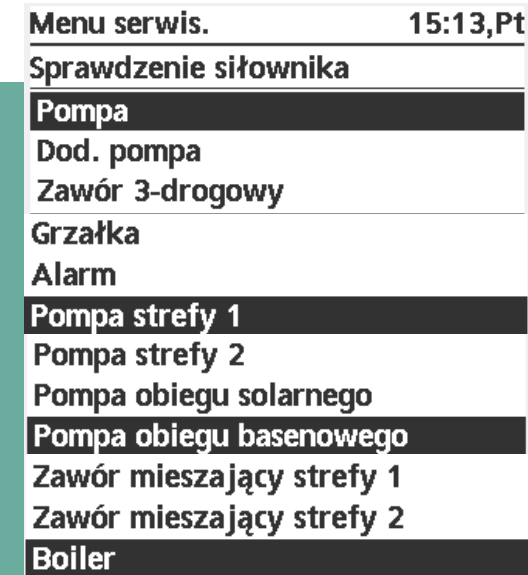 Menu serwis. 15:13,Pt
Sprawdzenie siłownika
Pompa
Dod. pompa
Zawór 3-drogowy
Grzałka
Alarm
Pompa strefy 1
Pompa strefy 2
Pompa obiegu solarnego
Pompa obiegu basenowego
Zawór mieszający strefy 1
Zawór mieszający strefy 2
Boiler